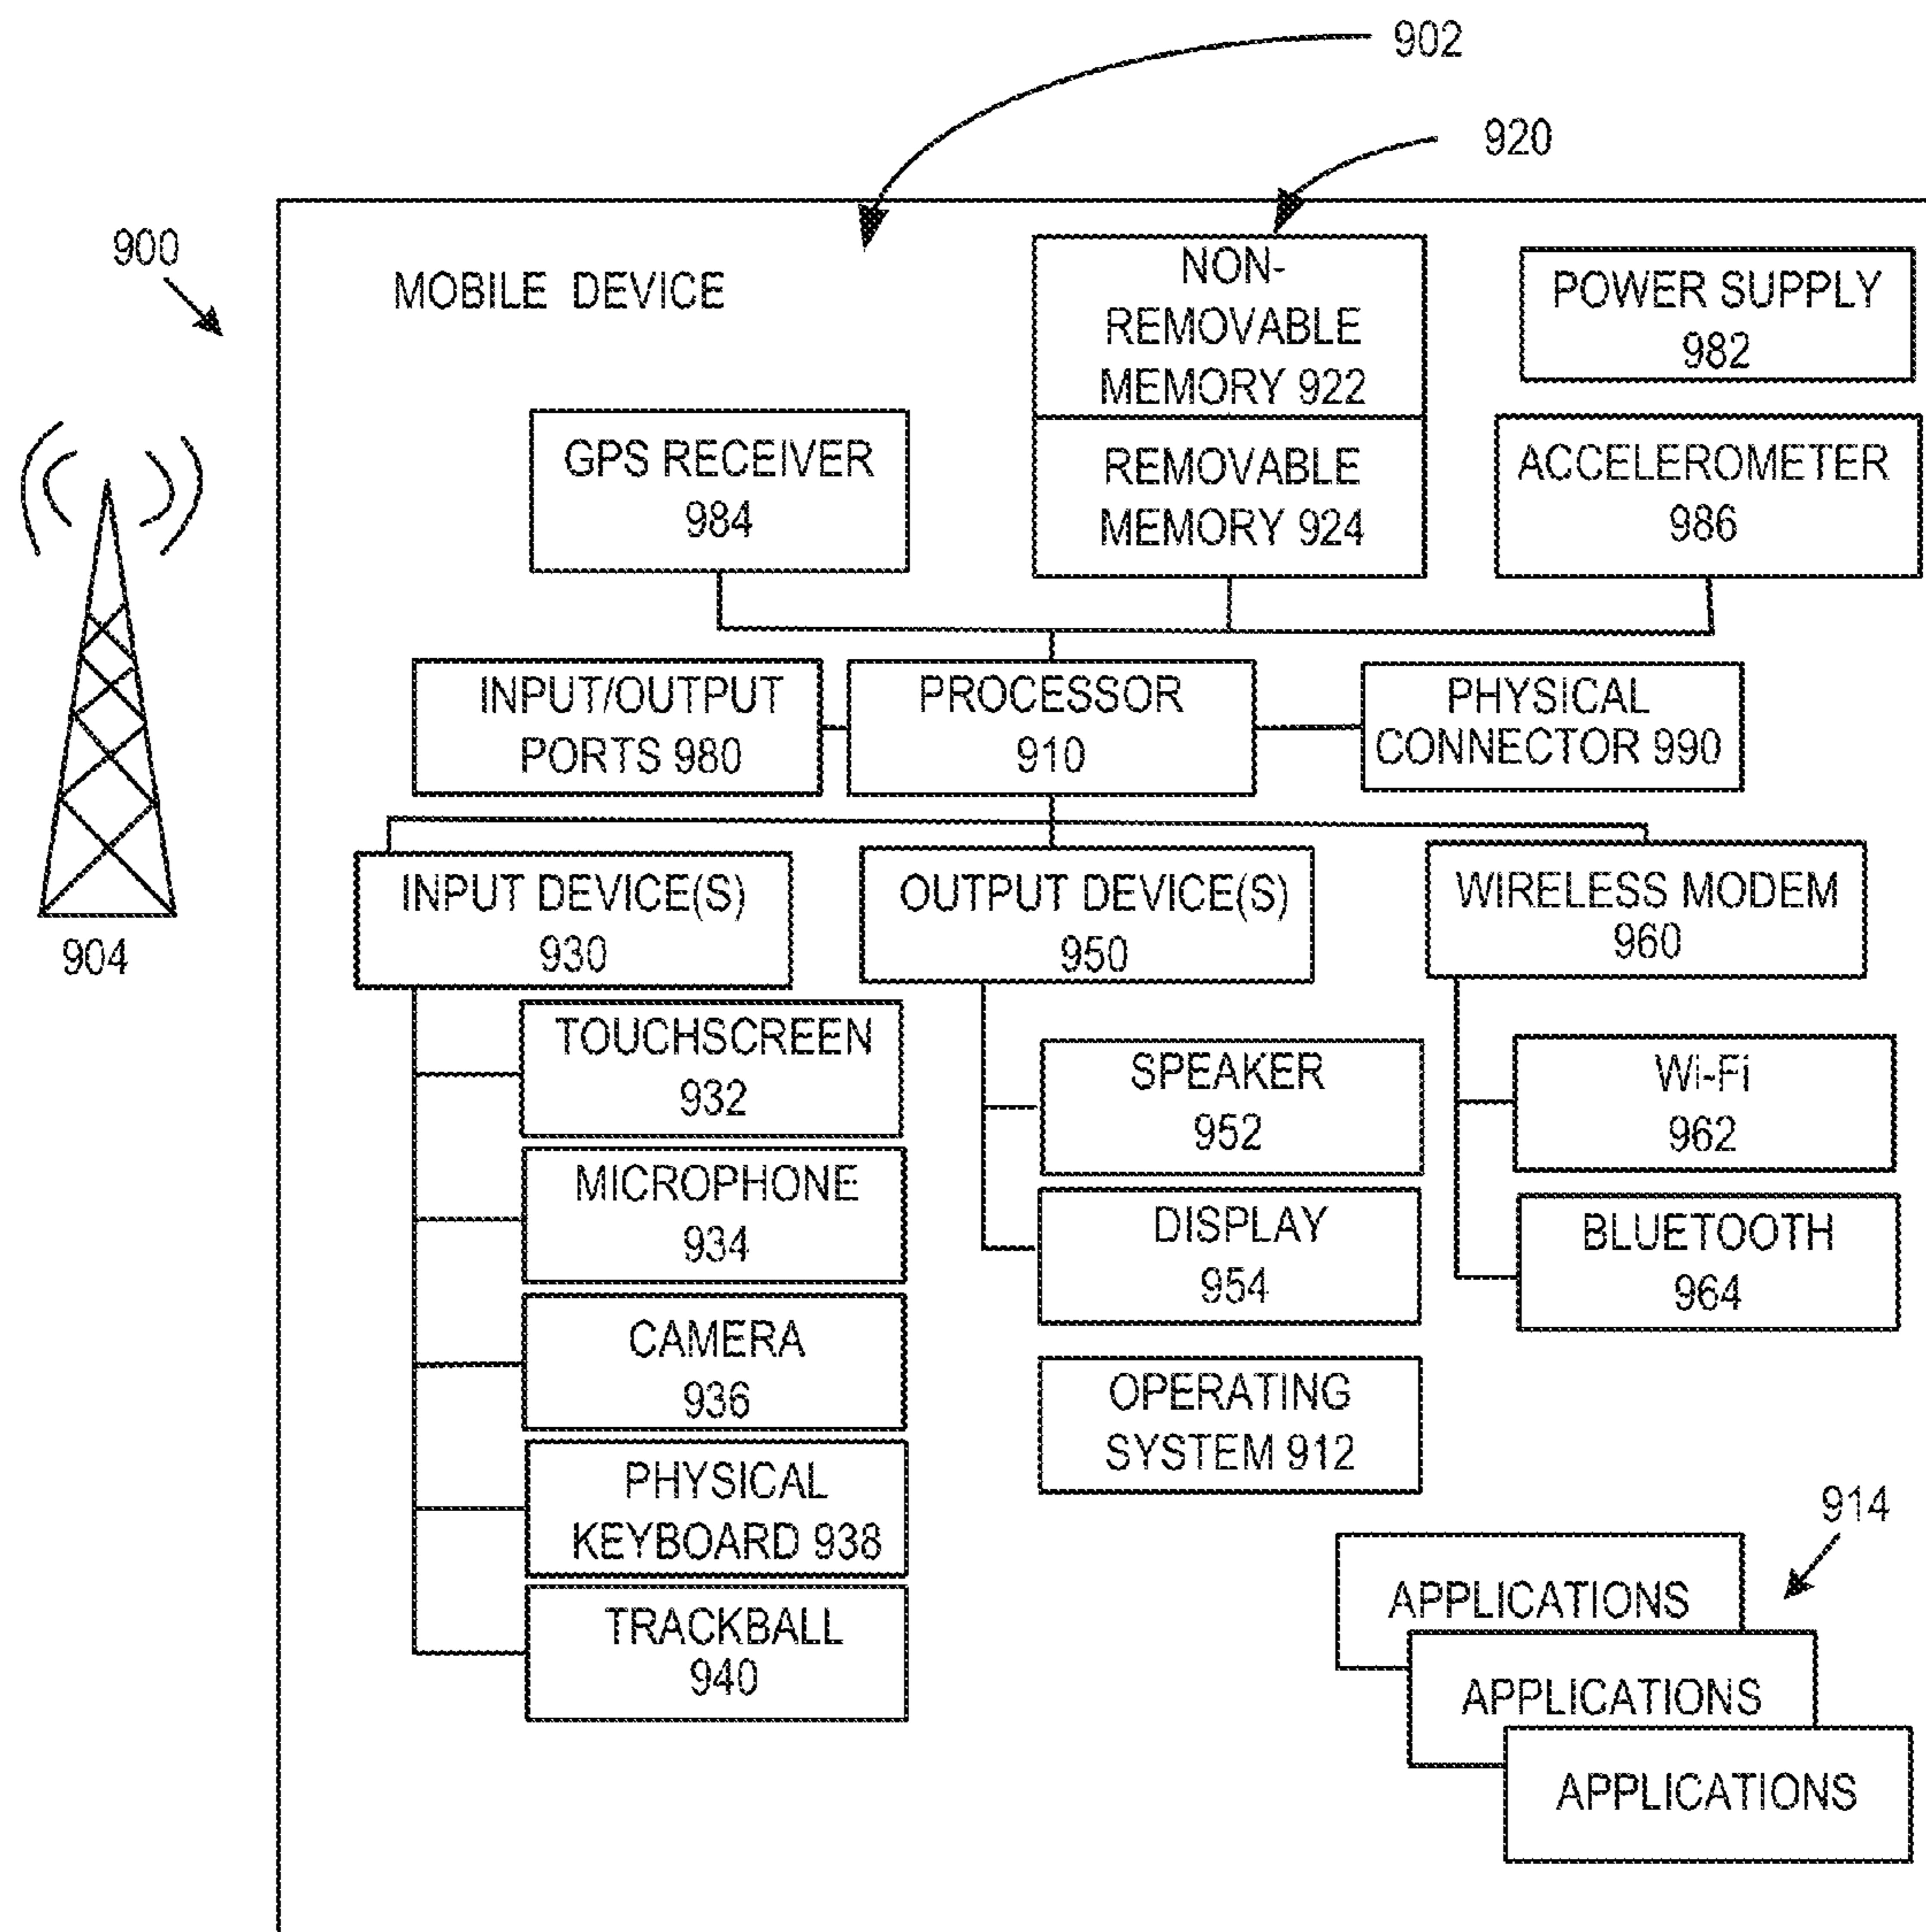 902
920
900
MOBILE DEVICE
NON-
REMOVABLE
MEMORY 922
POWER SUPPLY
982
GPS RECEIVER
984
REMOVABLE
MEMORY 924
ACCELEROMETER
986
INPUT/OUTPUT
PORTS 980
PROCESSOR
910
PHYSICAL
CONNECTOR 990
904
INPUT DEVICE(S)
930
OUTPUT DEVICE(S)
950
WIRELESS MODEM
960
TOUCHSCREEN
932
MICROPHONE
934
CAMERA
936
PHYSICAL
KEYBOARD 938
TRACKBALL
940
SPEAKER
952
DISPLAY
954
OPERATING
SYSTEM 912
Wi-Fi
962
BLUETOOTH
964
914
APPLICATIONS
APPLICATIONS
APPLICATIONS